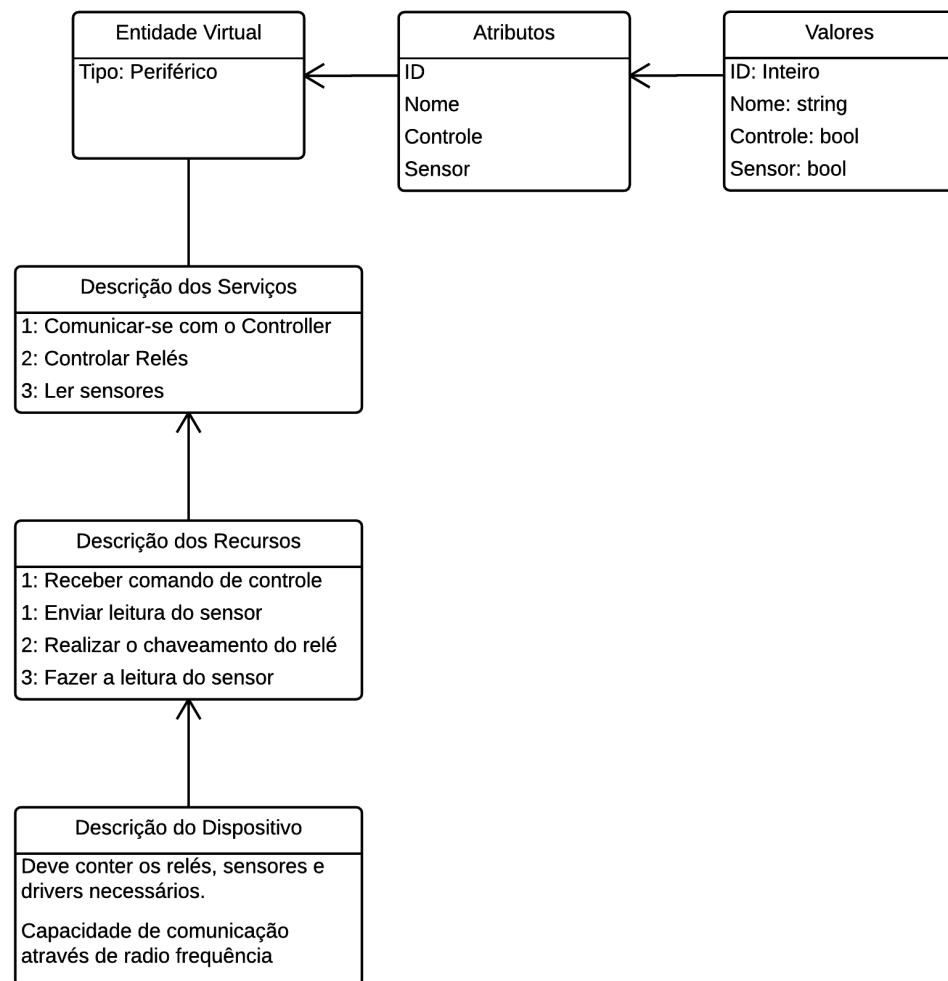 Entidade Virtual
Tipo: Periférico
Atributos
ID
Nome
Controle
Sensor
Valores
ID: Inteiro
Nome: string
Controle: bool
Sensor: bool
Descrição dos Serviços
1: Comunicar-se com o Controller
2: Controlar Relés
3: Ler sensores
Descrição dos Recursos
1: Receber comando de controle
1: Enviar leitura do sensor
2: Realizar o chaveamento do relé
3: Fazer a leitura do sensor
Descrição do Dispositivo
Deve conter os relés, sensores e
drivers necessários.
Capacidade de comunicação
através de radio frequência